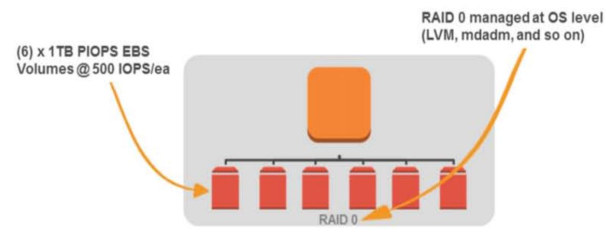 RAID 0 managed at OS level
(LVM, mdadm, and so on)
(6) x 1TB PIOPS EBS
Volumes @ 500 IOPS/ea
RAID 0